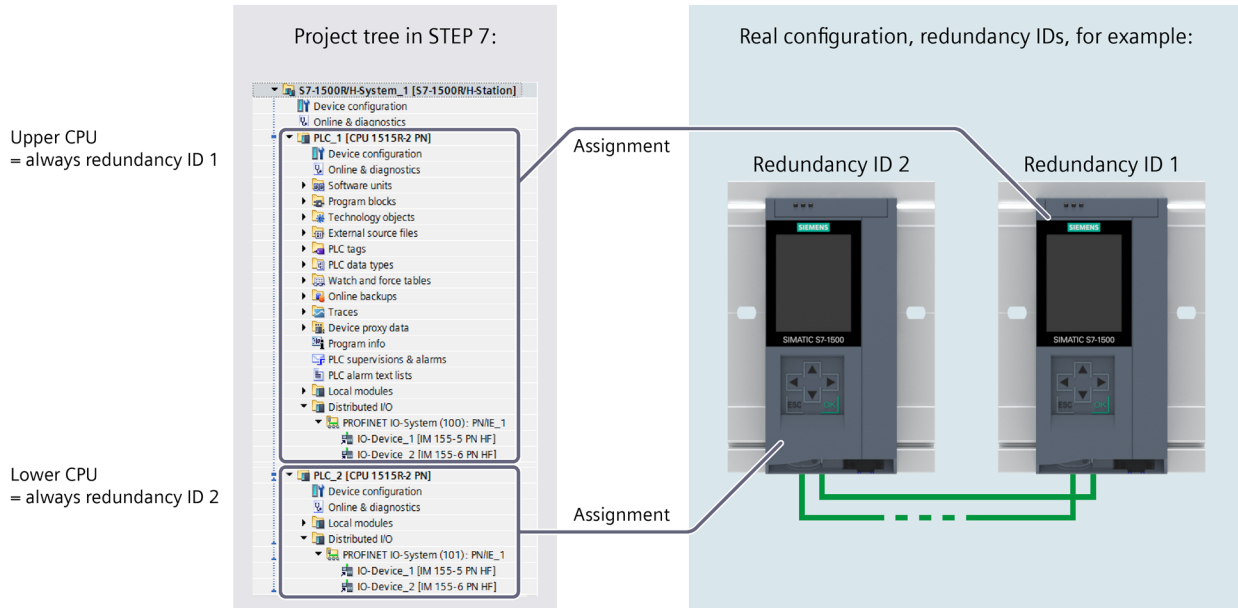 Project tree in STEP 7:
Real configuration, redundancy IDs, for example:
Upper CPU
= always redundancy ID 1
Lower CPU
= always redundancy ID 2
S7-1500R/H-System_1 [S7-1500R/H-Station]
Device configuration
Online & diagnostics
PLC_1 [CPU 1515R-2 PN]
Device configuration
Online & diagnostics
Software units
Program blocks
Technology objects
External source files
PLC tags
PLC data types
Watch and force tables
Online backups
Traces
Device proxy data
Program info
PLC supervisions & alarms
PLC alarm text lists
Local modules
Distributed I/O
PROFINET IO-System (100): PN/IE_1
IO-Device_1 [IM 155-5 PN HF]
IO-Device_2 [IM 155-6 PN HF]
PLC_2 [CPU 1515R-2 PN]
Device configuration
Online & diagnostics
Local modules
Distributed I/O
PROFINET IO-System (101): PN/IE_1
IO-Device_1 [IM 155-5 PN HF]
IO-Device_2 [IM 155-6 PN HF]
Assignment
Assignment
Redundancy ID 2
Redundancy ID 1
SIEMENS
SIMATIC S7-1500
ESC
OK
SIEMENS
SIMATIC S7-1500
ESC
OK